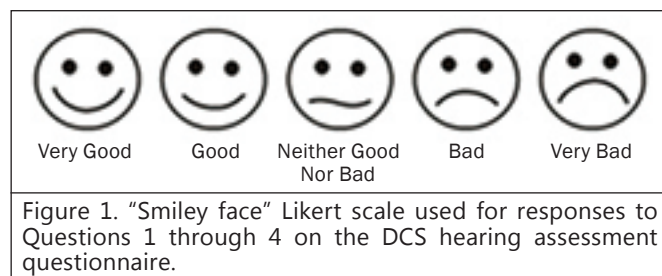 Very Good Good Neither Good Bad Very Bad
Nor Bad
Figure 1. "Smiley face" Likert scale used for responses to
Questions 1 through 4 on the DCS hearing assessment
questionnaire.